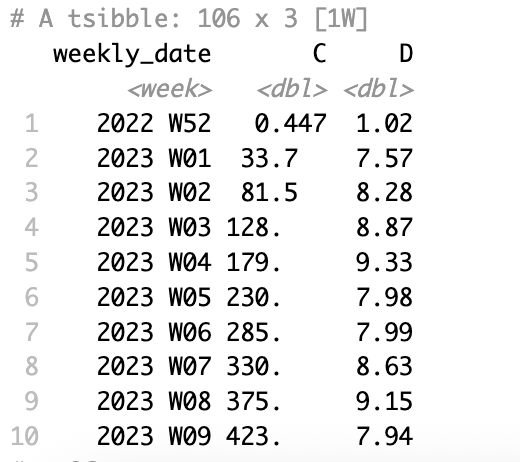 # A tsibble: 106 x 3 [1W]
weekly_date C D
<week> <dbl> <dbl>
1 2022 W52 0.447 1.02
2 2023 W01 33.7 7.57
3 2023 W02 81.5 8.28
4 2023 W03 128. 8.87
5 2023 W04 179. 9.33
6 2023 W05 230. 7.98
7 2023 W06 285. 7.99
8 2023 W07 330. 8.63
9 2023 W08 375. 9.15
10 2023 W09 423. 7.94